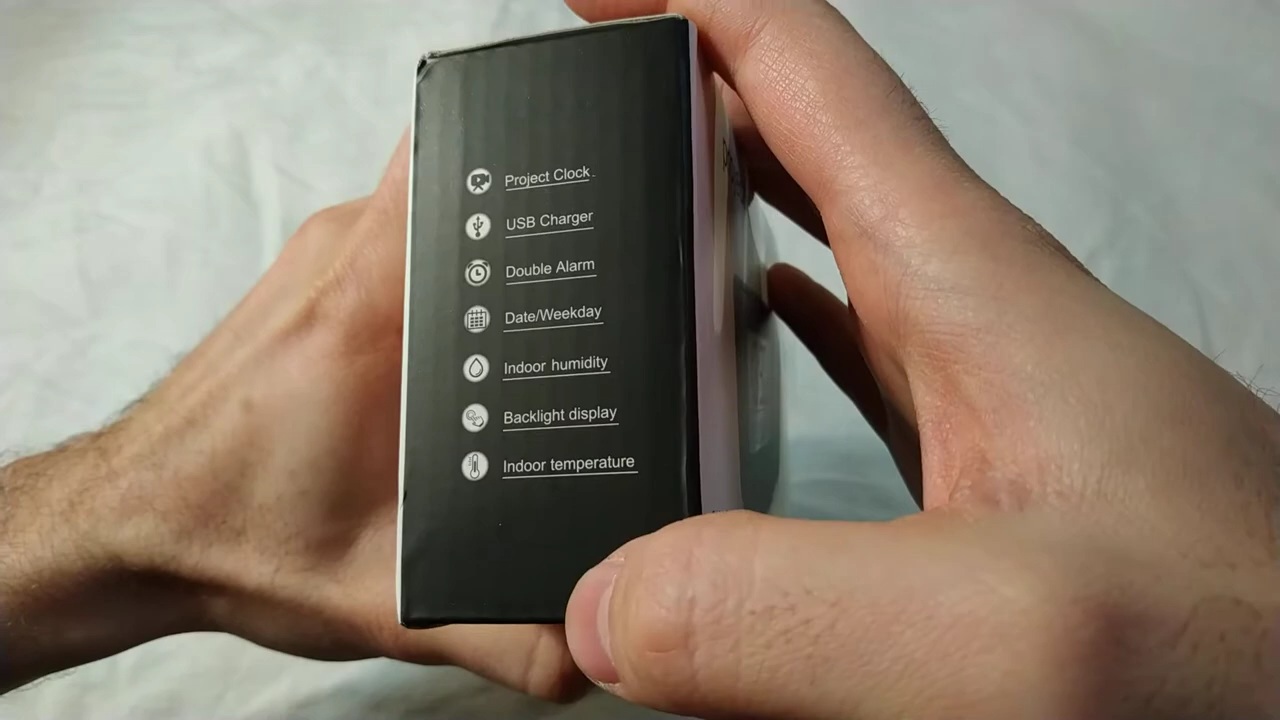 Project Clock
USB Charger
Double Alarm
Date/Weekday
Indoor humidity
Backlight display
Indoor temperature